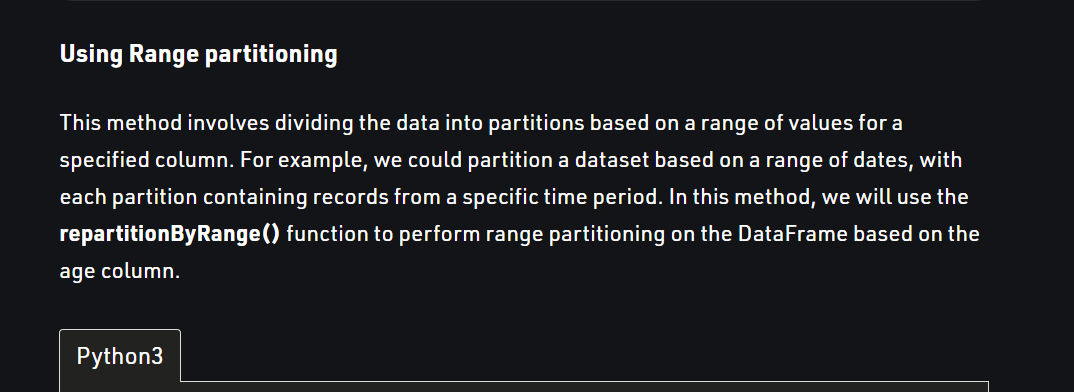 Using Range partitioning
This method involves dividing the data into partitions based on a range of values for a
specified column. For example, we could partition a dataset based on a range of dates, with
each partition containing records from a specific time period. In this method, we will use the
repartitionByRange() function to perform range partitioning on the DataFrame based on the
age column.
Python3